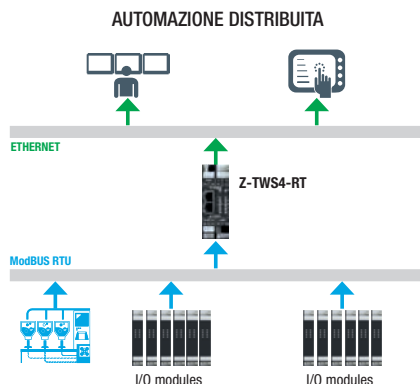 AUTOMAZIONE DISTRIBUITA
ETHERNET
Z-TWS4-RT
ModBUS RTU
I/O modules
I/O modules